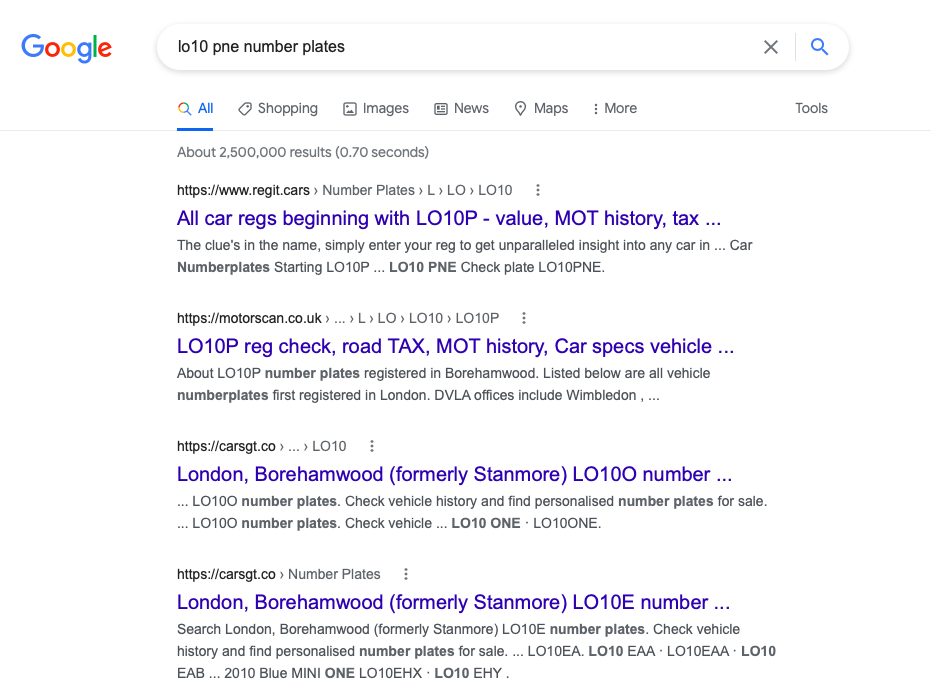 Google
lo10 pne number plates
All Shopping Images News Maps More Tools
About 2,500,000 results (0.70 seconds)
https://www.regit.cars › Number Plates › L › LO › LO10
All car regs beginning with LO10P - value, MOT history, tax ...
The clue's in the name, simply enter your reg to get unparalleled insight into any car in ... Car
Numberplates Starting LO10P ... LO10 PNE Check plate LO10PNE.
https://motorscan.co.uk › ... › L › LO › LO10 › LO10P
LO10P reg check, road TAX, MOT history, Car specs vehicle ...
About LO10P number plates registered in Borehamwood. Listed below are all vehicle
numberplates first registered in London. DVLA offices include Wimbledon , ...
https://carsgt.co › ... › LO10
London, Borehamwood (formerly Stanmore) LO10O number ...
... LO10O number plates. Check vehicle history and find personalised number plates for sale.
... LO10O number plates. Check vehicle ... LO10 ONE · LO10ONE.
https://carsgt.co › Number Plates
London, Borehamwood (formerly Stanmore) LO10E number ...
Search London, Borehamwood (formerly Stanmore) LO10E number plates. Check vehicle
history and find personalised number plates for sale. ... LO10EA. LO10 EAA · LO10EAA · LO10
EAB ... 2010 Blue MINI ONE LO10EHX · LO10 EHY .